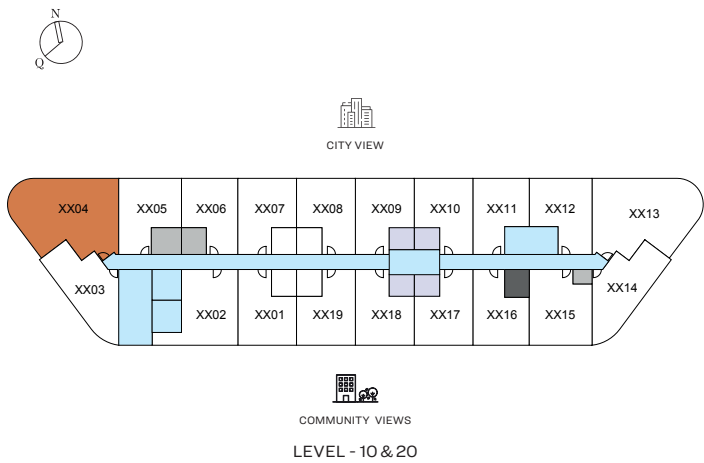 N
Q
CITY VIEW
XX04
XX05
XX06
XX07
XX08
XX09
XX10
XX11
XX12
XX13
XX03
XX02
XX01
XX19
XX18
XX17
XX16
XX15
XX14
COMMUNITY VIEWS
LEVEL - 10 & 20